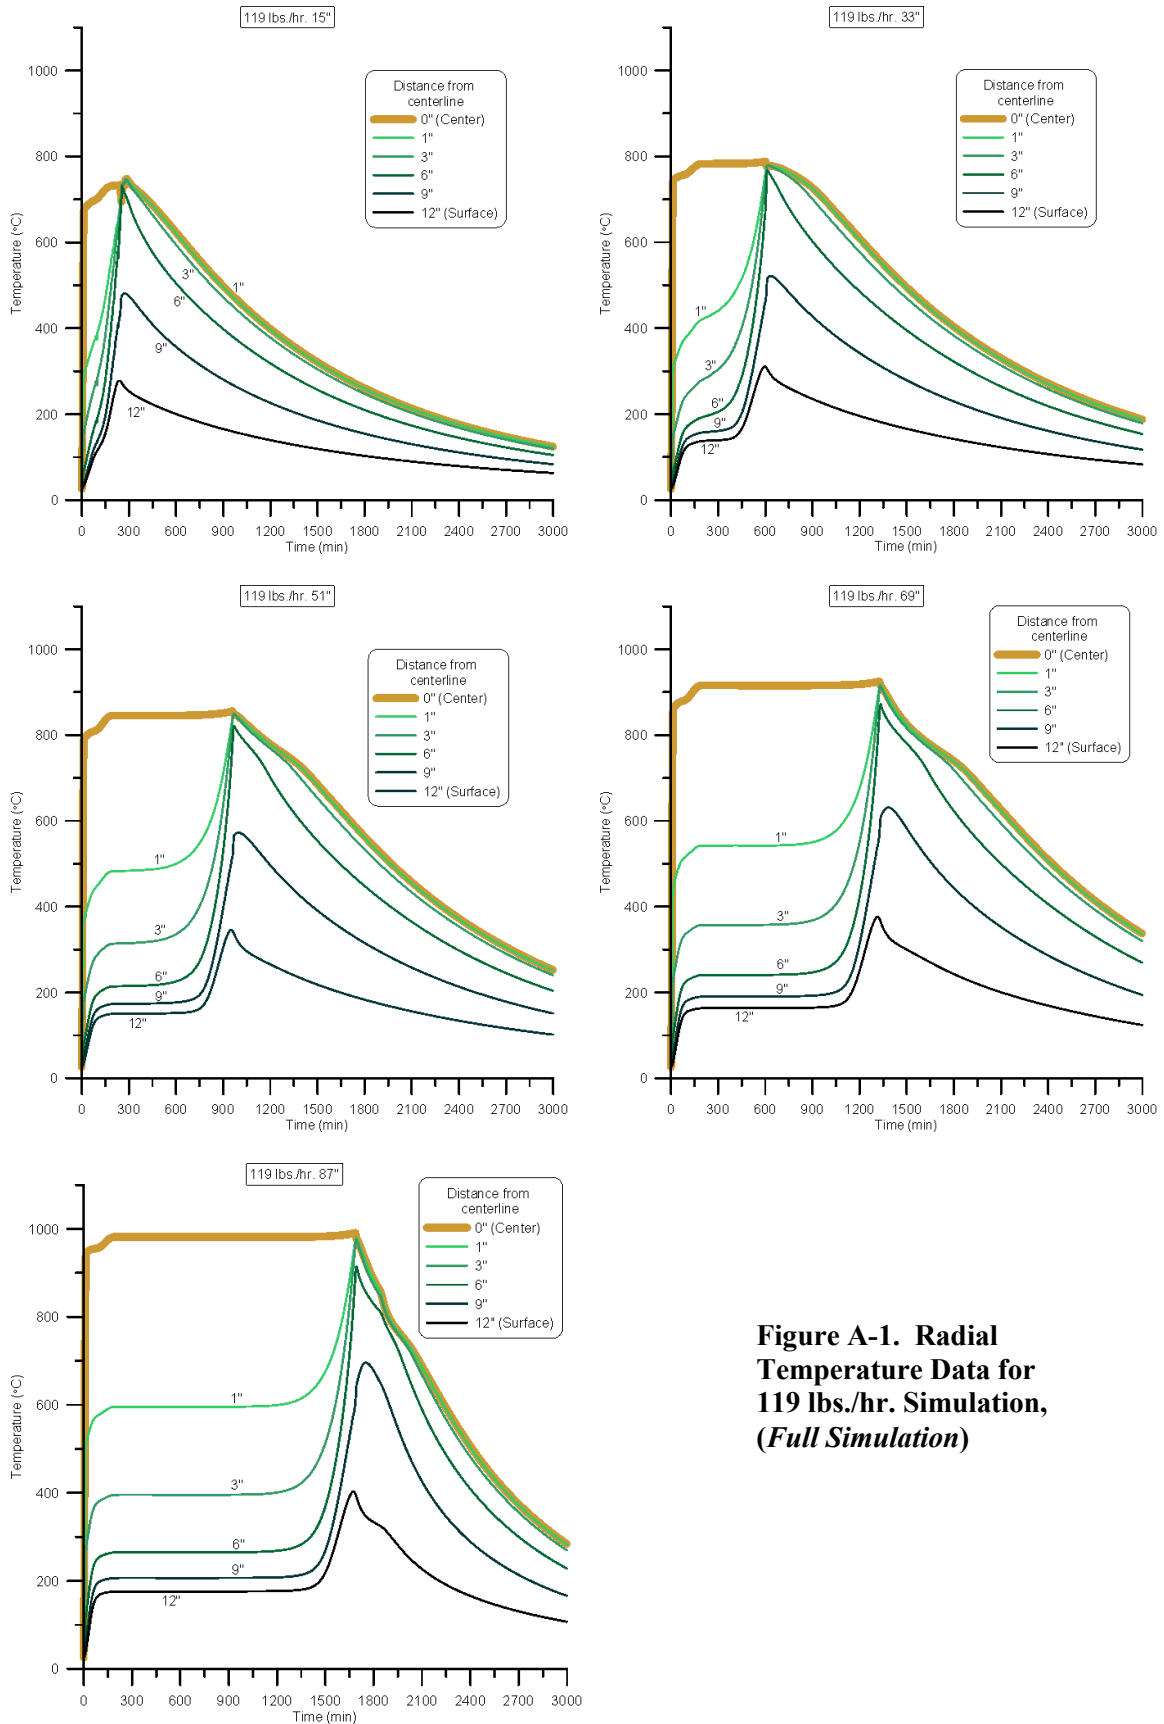 119 lbs./hr. 15"
Temperature (°C)
1000
800
600
400
200
0
Distance from
centerline
0" (Center)
1"
3"
6"
9"
12" (Surface)
3"
1"
6"
9"
12"
0 300 600 900 1200 1500 1800 2100 2400 2700 3000
Time (min)
119 lbs./hr. 33"
Temperature (°C)
1000
800
600
400
200
0
Distance from
centerline
0" (Center)
1"
3"
6"
9"
12" (Surface)
1"
3"
6"
9"
12"
0 300 600 900 1200 1500 1800 2100 2400 2700 3000
Time (min)
119 lbs./hr. 51"
Temperature (°C)
1000
800
600
400
200
0
Distance from
centerline
0" (Center)
1"
3"
6"
9"
12" (Surface)
1"
3"
6"
9"
12"
0 300 600 900 1200 1500 1800 2100 2400 2700 3000
Time (min)
119 lbs./hr. 69"
Temperature (°C)
1000
800
600
400
200
0
Distance from
centerline
0" (Center)
1"
3"
6"
9"
12" (Surface)
1"
3"
6"
9"
12"
0 300 600 900 1200 1500 1800 2100 2400 2700 3000
Time (min)
119 lbs./hr. 87"
Temperature (°C)
1000
800
600
400
200
0
Distance from
centerline
0" (Center)
1"
3"
6"
9"
12" (Surface)
1"
3"
6"
9"
12"
0 300 600 900 1200 1500 1800 2100 2400 2700 3000
Time (min)
Figure A-1. Radial
Temperature Data for
119 lbs./hr. Simulation,
(Full Simulation)